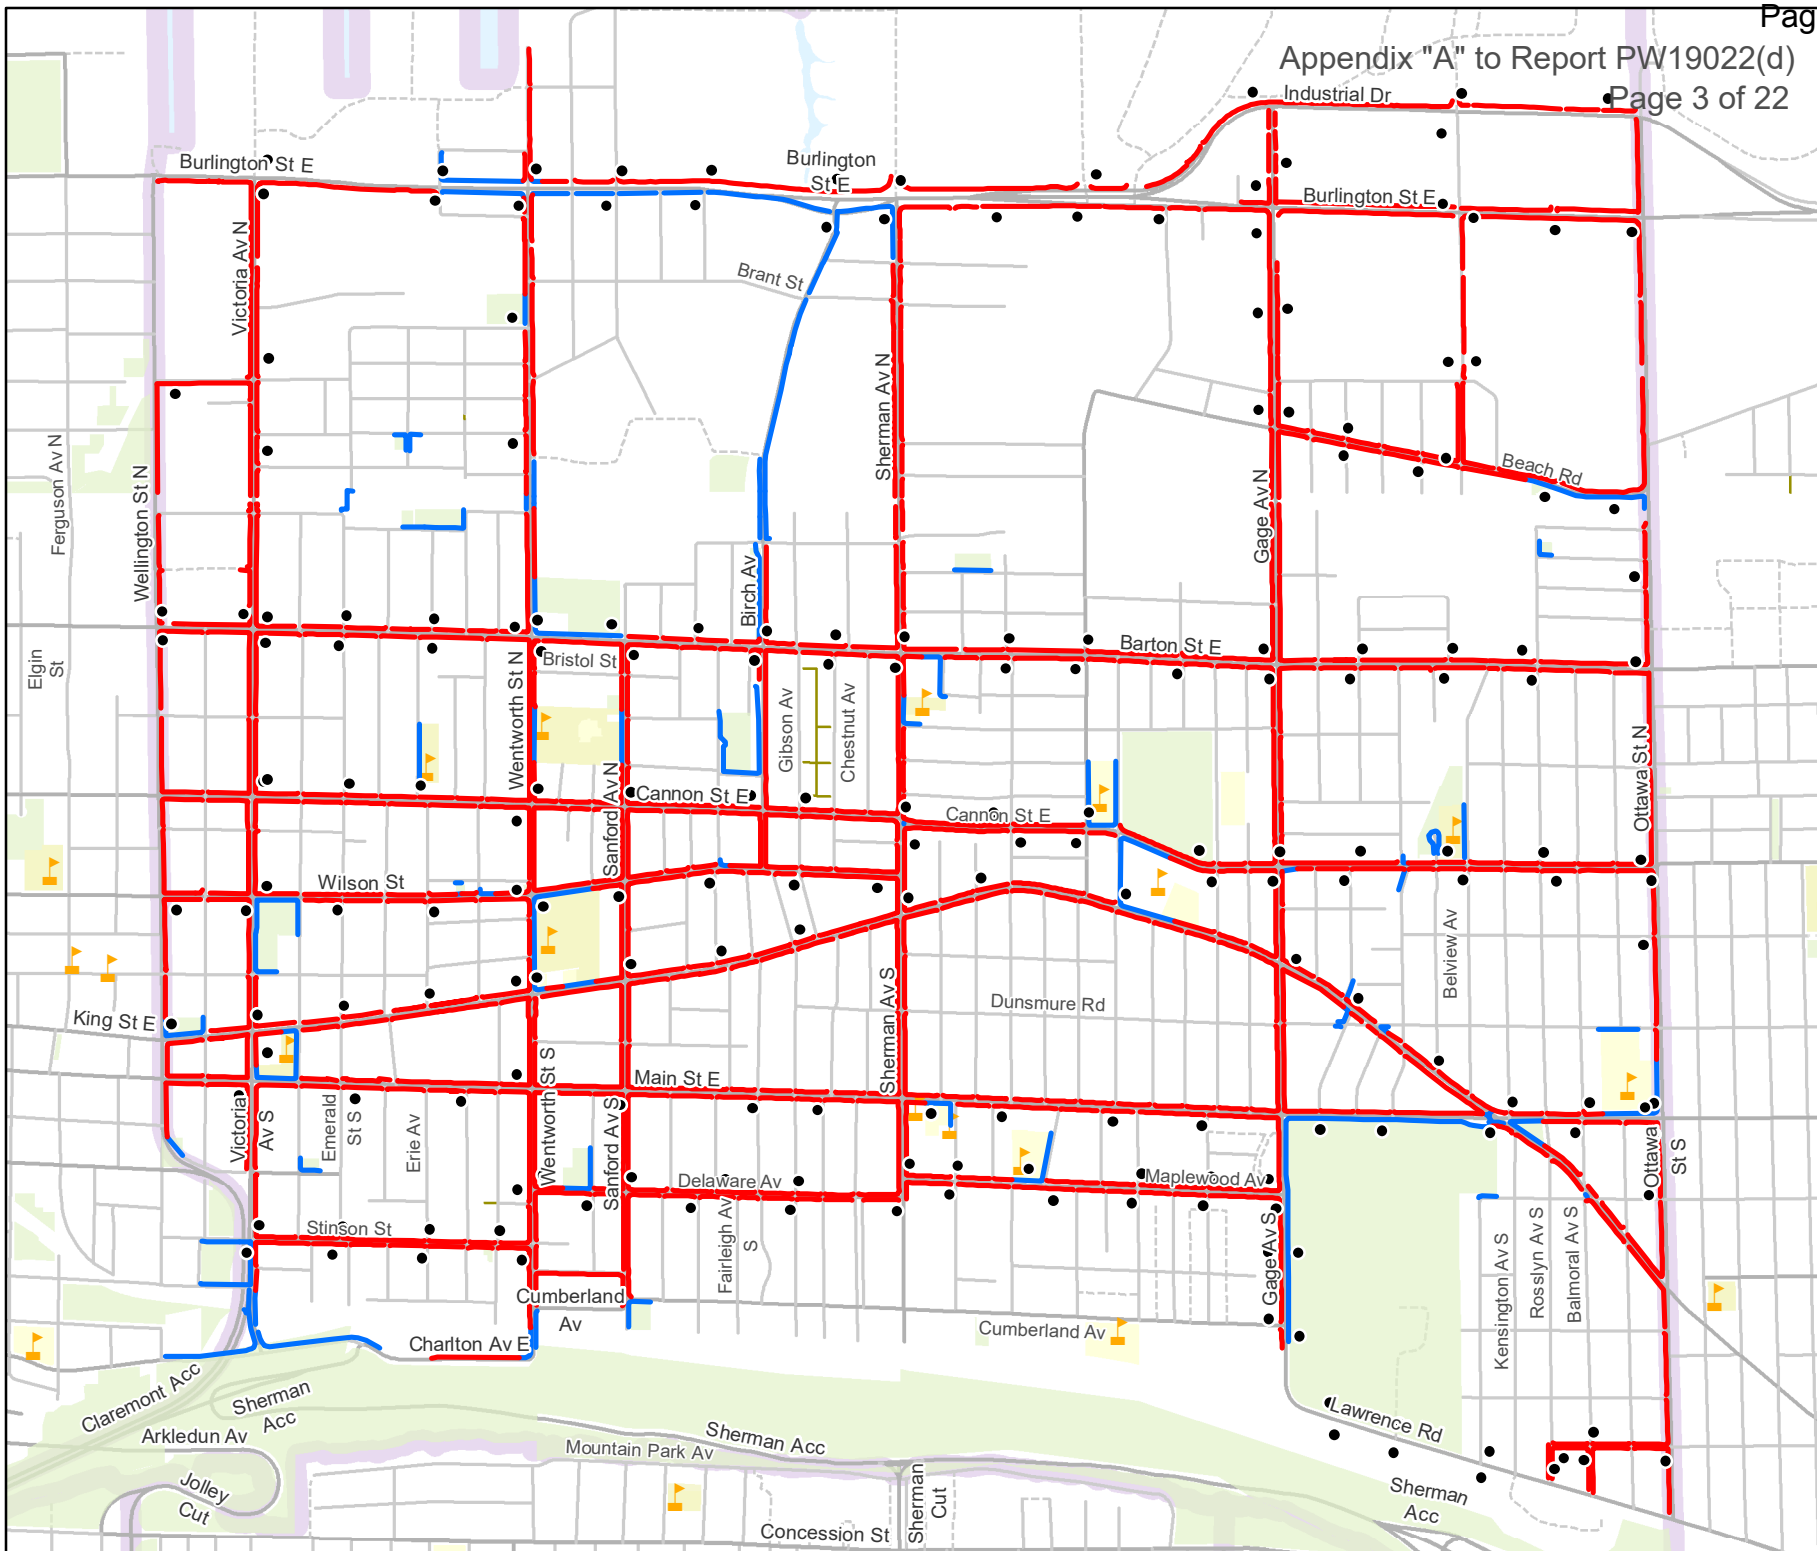 Pag
Appendix "A" to Report PW19022(d)
Page 3 of 22
Industrial Dr
Burlington St E
Burlington
St E
Burlington St E
Victoria Av N
Brant St
Sherman Av N
Ferguson Av N
Wellington St N
Gage Av N
Beach Rd
Birch Av
Elgin
St
Bristol St
Barton St E
Wentworth St N
Gibson Av
Chestnut Av
Sanford Av N
Cannon St E
Cannon St E
Ottawa St N
Wilson St
Belview Av
King St E
Dunsmure Rd
Sherman Av S
Main St E
Victoria
Av S
Emerald
St S
Erie Av
Wentworth St S
Sanford Av S
Delaware Av
Maplewood Av
Ottawa
St S
Stinson St
Fairleigh Av
S
Gage Av S
Kensington Av S
Rosslyn Av S
Balmoral Av S
Cumberland
Av
Cumberland Av
Charlton Av E
Claremont Acc
Sherman
Acc
Arkledun Av
Jolley
Cut
Mountain Park Av
Sherman Acc
Sherman
Cut
Concession St
Lawrence Rd
Sherman
Acc